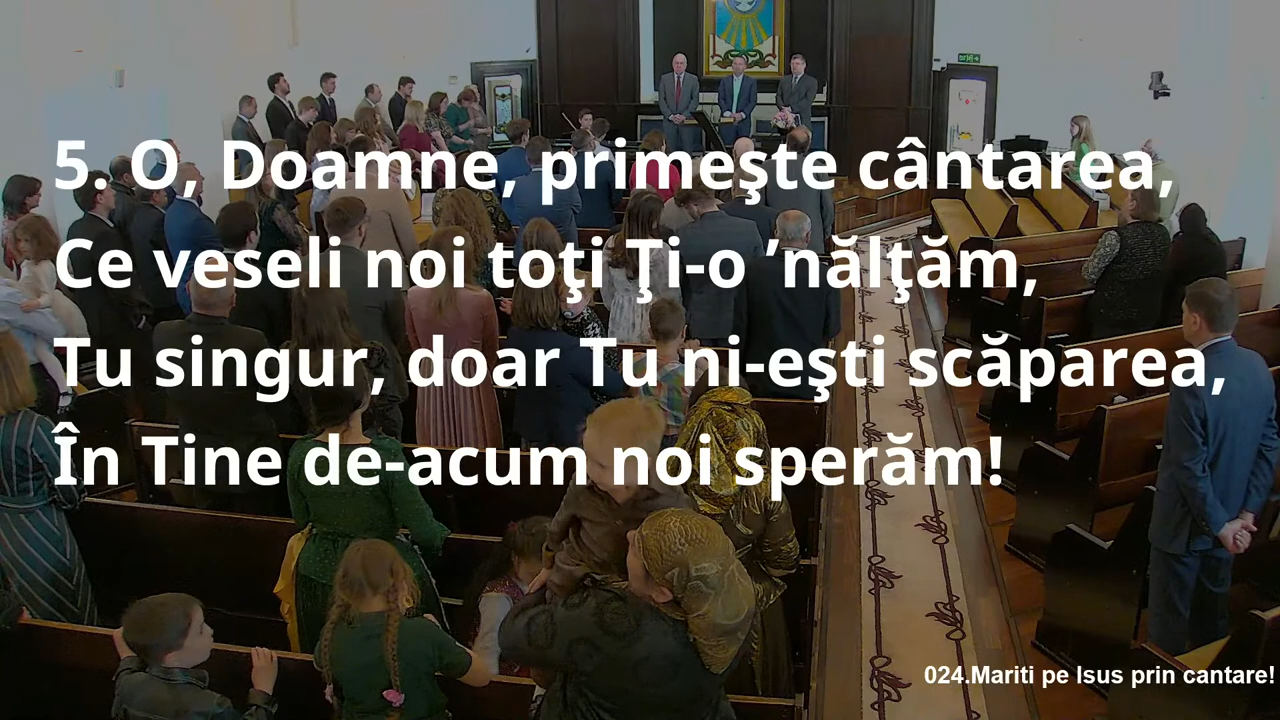 5. O, Doamne, primeşte cântarea,
Ce veseli noi toţi Ţi-o ’nălţăm,
Tu singur, doar Tu ni-eşti scăparea,
În Tine de-acum noi sperăm!
024.Mariti pe Isus prin cantare!